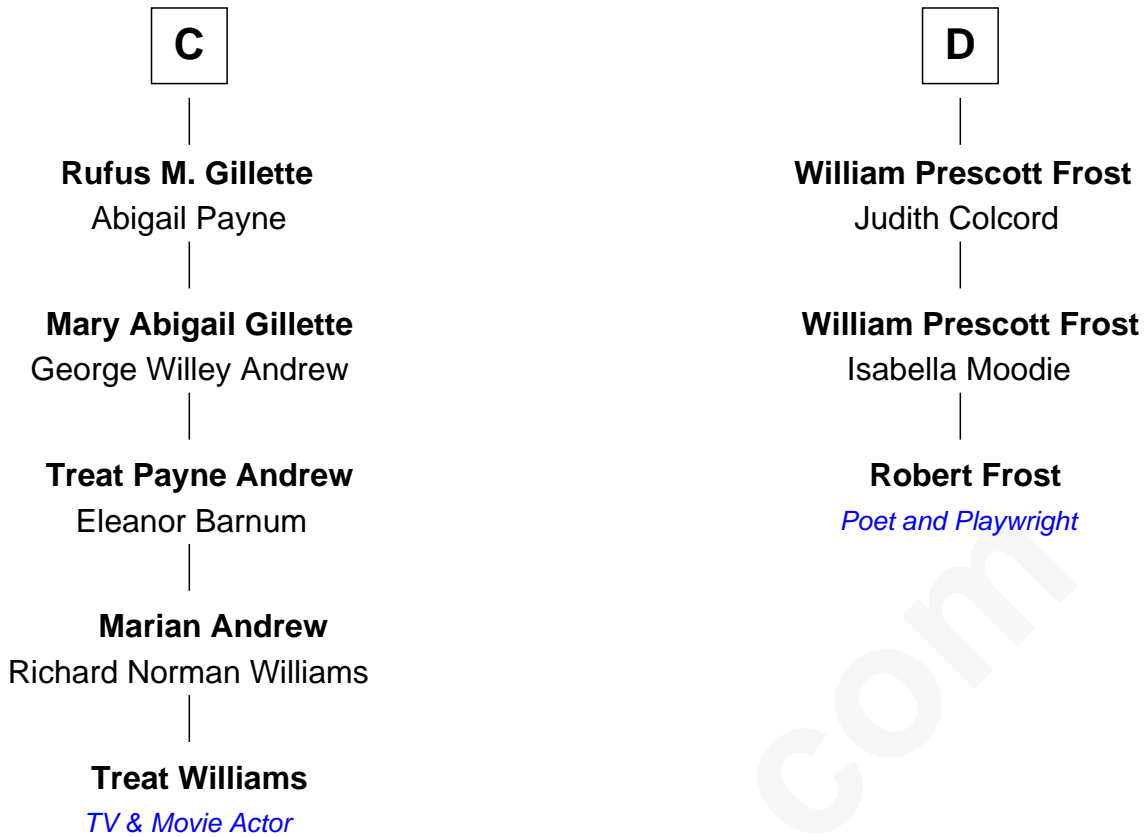 C
Rufus M. Gillette
Abigail Payne
Mary Abigail Gillette
George Willey Andrew
Treat Payne Andrew
Eleanor Barnum
Marian Andrew
Richard Norman Williams
Treat Williams
TV & Movie Actor
D
William Prescott Frost
Judith Colcord
William Prescott Frost
Isabella Moodie
Robert Frost
Poet and Playwright
com